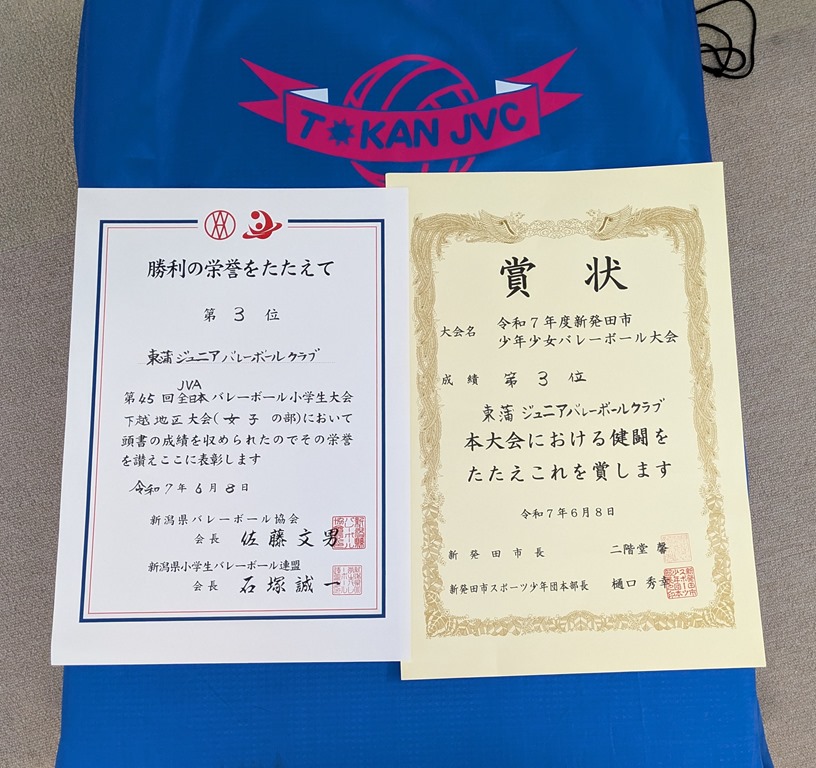 T KAN JVC
勝利の栄誉をたたえて
第 3 位
東蒲ジュニアバレーボールクラブ
JVA
第45回全日本バレーボール小学生大会
下越地区大会(女子の部)において
頭書の成績を収められたのでその栄誉
を讃えここに表彰します
令和7年6月8日
新潟県バレーボール協会
会長 佐藤文男
新潟県小学生バレーボール連盟
会長 石塚誠一
賞状
大会名 令和7年度新発田市
少年少女バレーボール大会
成績 第 3 位
東蒲ジュニアバレーボールクラブ
本大会における健闘を
たたえこれを賞します
令和7年6月8日
新発田市長 二階堂馨
新発田市スポーツ少年団本部長 樋口秀幸